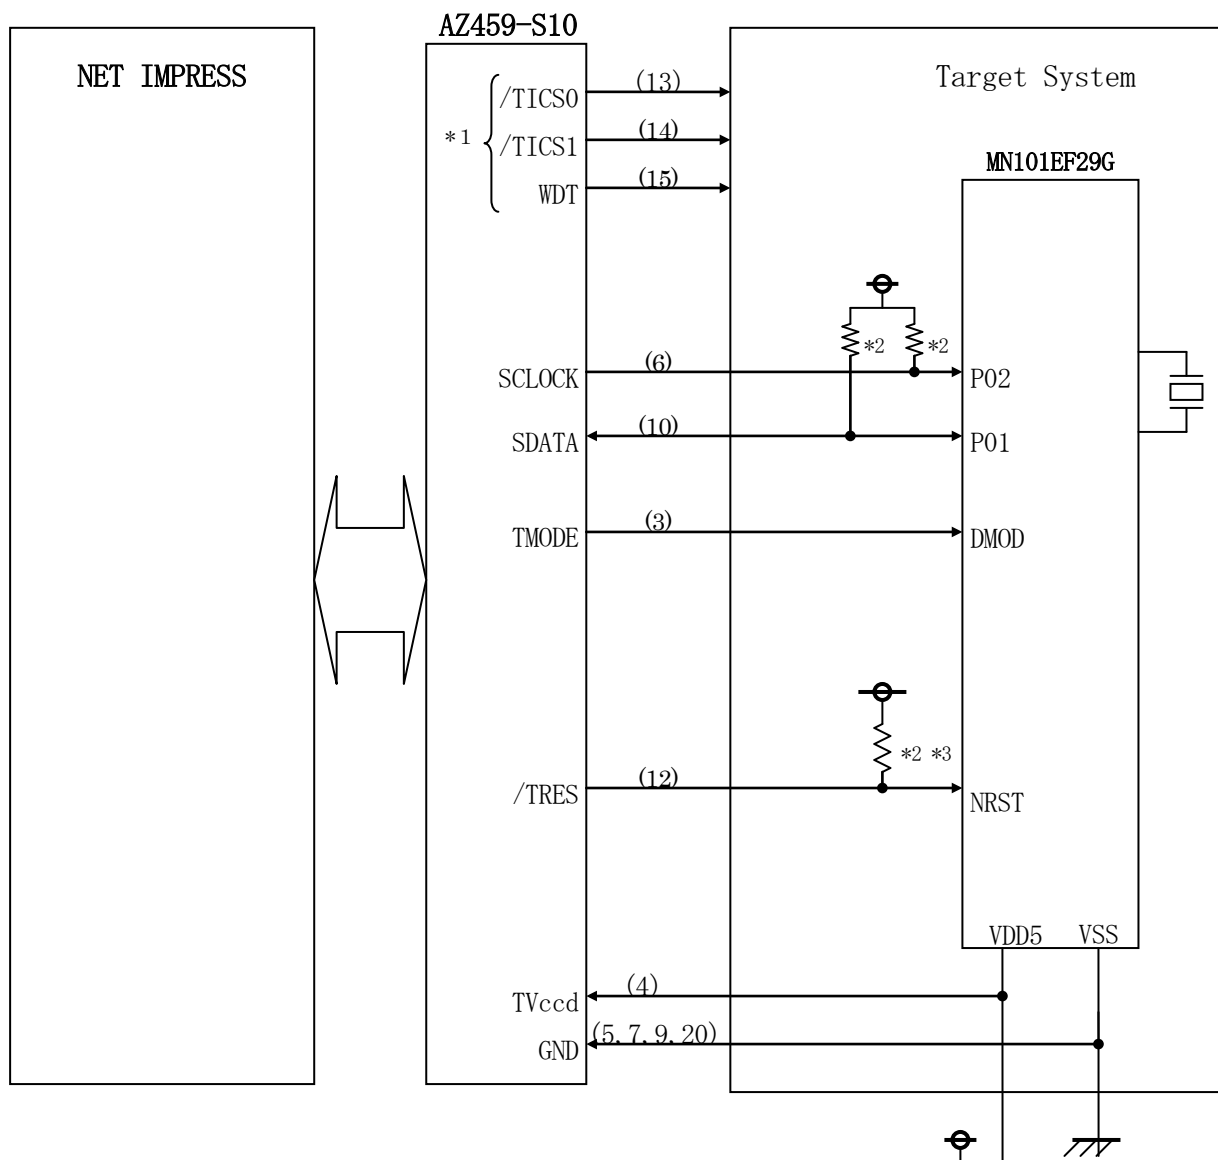 AZ459-S10
NET IMPRESS
Target System
/TICS0
(13)
*1
/TICS1
(14)
WDT
(15)
MN101EF29G
*2
*2
SCLOCK
(6)
P02
SDATA
(10)
P01
TMODE
(3)
DMOD
*2 *3
/TRES
(12)
NRST
VDD5
VSS
TVccd
(4)
GND
(5,7,9,20)